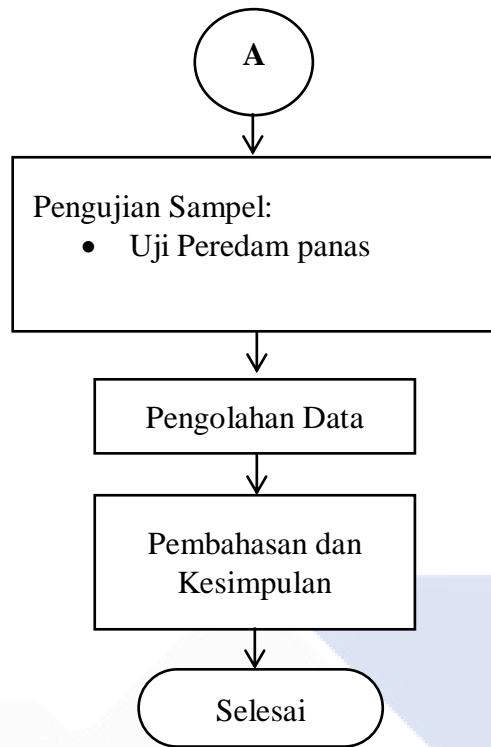 A
Pengujian Sampel:
• Uji Peredam panas
Pengolahan Data
Pembahasan dan
Kesimpulan
Selesai